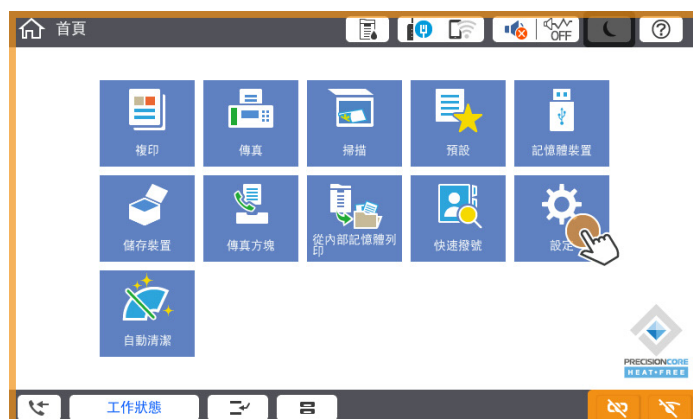 首頁
OFF
複印
傳真
掃描
預設
記憶體裝置
儲存裝置
傳真方塊
從內部記憶體列
印
快速撥號
設定
自動清潔
PRECISIONCORE
HEAT-FREE
工作狀態